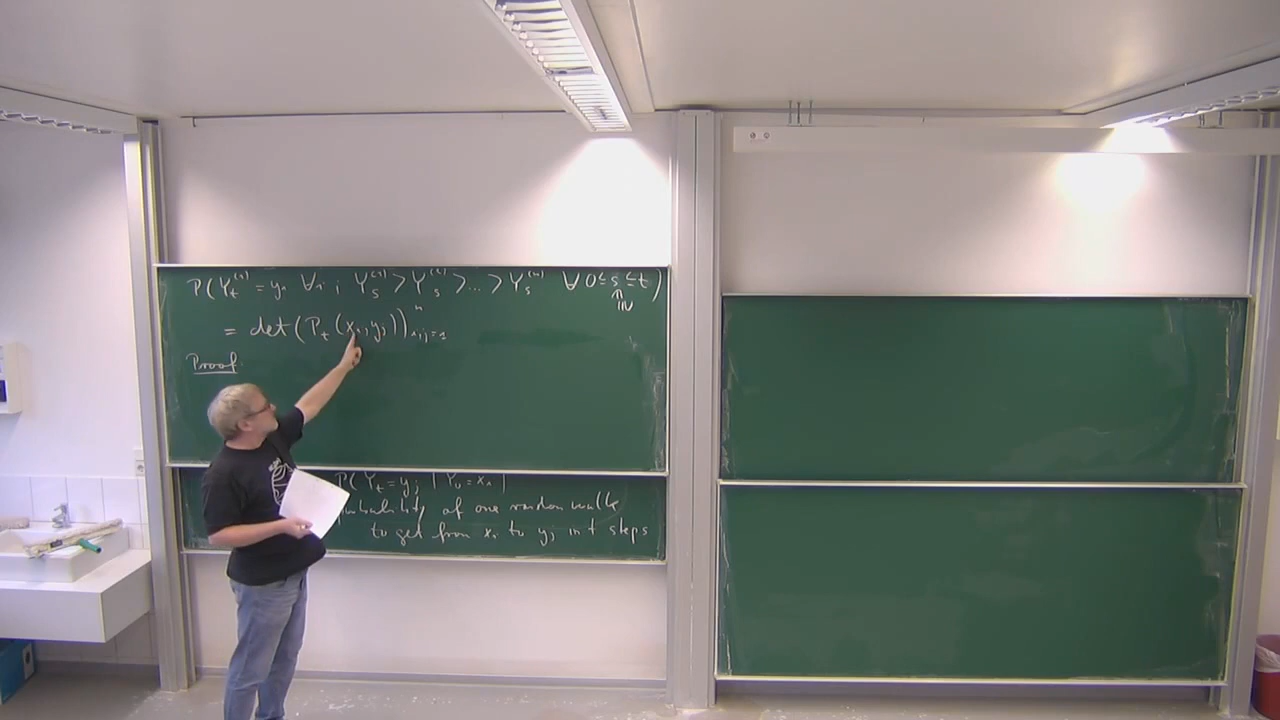 P(Y_t^{(i)} = y_i ∀i, Y_s^{(1)} > Y_s^{(2)} > ... > Y_s^{(n)} ∀ 0 ≤ s ≤ t)
∈
ℕ
= det(P_t(x_i, y_j))_{i,j=1}^n
Proof.
P(Y_t = y_j | Y_0 = x_i)
probability of one random walk
to get from x_i to y_j in t steps